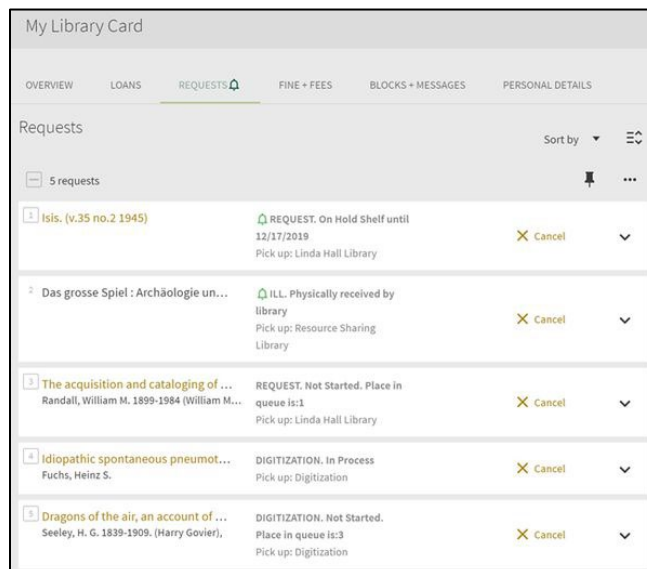 My Library Card
OVERVIEW LOANS REQUESTS FINE + FEES BLOCKS + MESSAGES PERSONAL DETAILS
Requests
Sort by
5 requests
1 Isis. (v.35 no.2 1945)
REQUEST. On Hold Shelf until
12/17/2019
Pick up: Linda Hall Library
Cancel
2 Das grosse Spiel : Archäologie un...
ILL. Physically received by
library
Pick up: Resource Sharing
Library
Cancel
3 The acquisition and cataloging of ...
Randall, William M. 1899-1984 (William M...
REQUEST. Not Started. Place in
queue is:1
Pick up: Linda Hall Library
Cancel
4 Idiopathic spontaneous pneumot...
Fuchs, Heinz S.
DIGITIZATION. In Process
Pick up: Digitization
Cancel
5 Dragons of the air, an account of ...
Seeley, H. G. 1839-1909. (Harry Govier),
DIGITIZATION. Not Started.
Place in queue is:3
Pick up: Digitization
Cancel